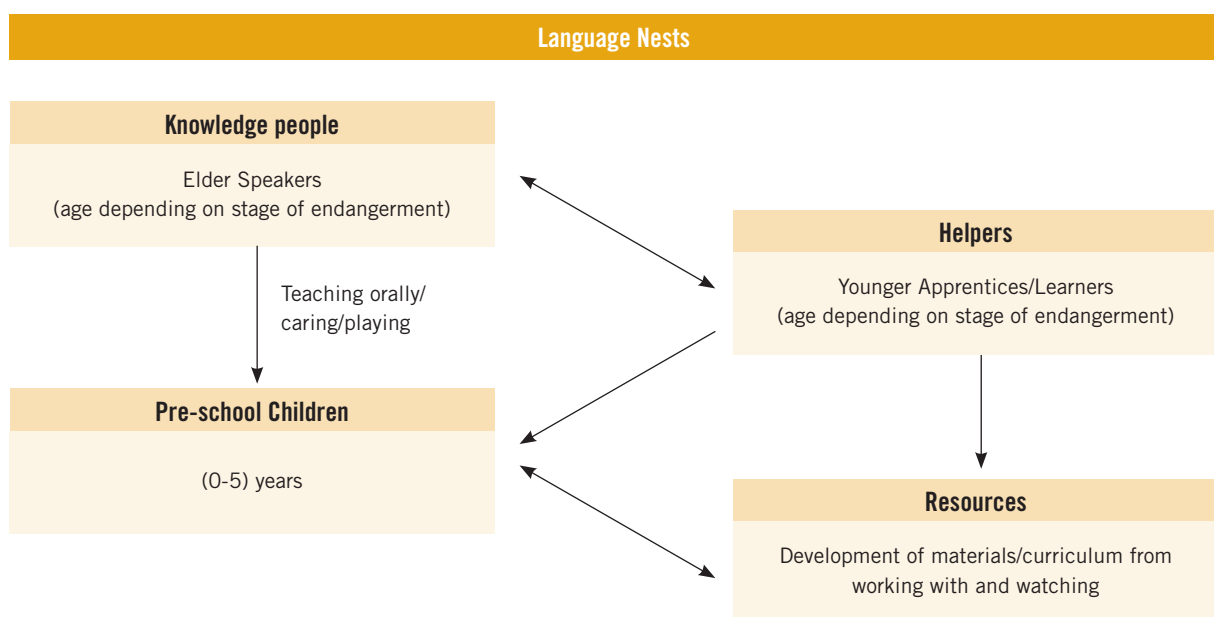 Language Nests
Knowledge people
Elder Speakers
(age depending on stage of endangerment)
Teaching orally/
caring/playing
Pre-school Children
(0-5) years
Helpers
Younger Apprentices/Learners
(age depending on stage of endangerment)
Resources
Development of materials/curriculum from
working with and watching